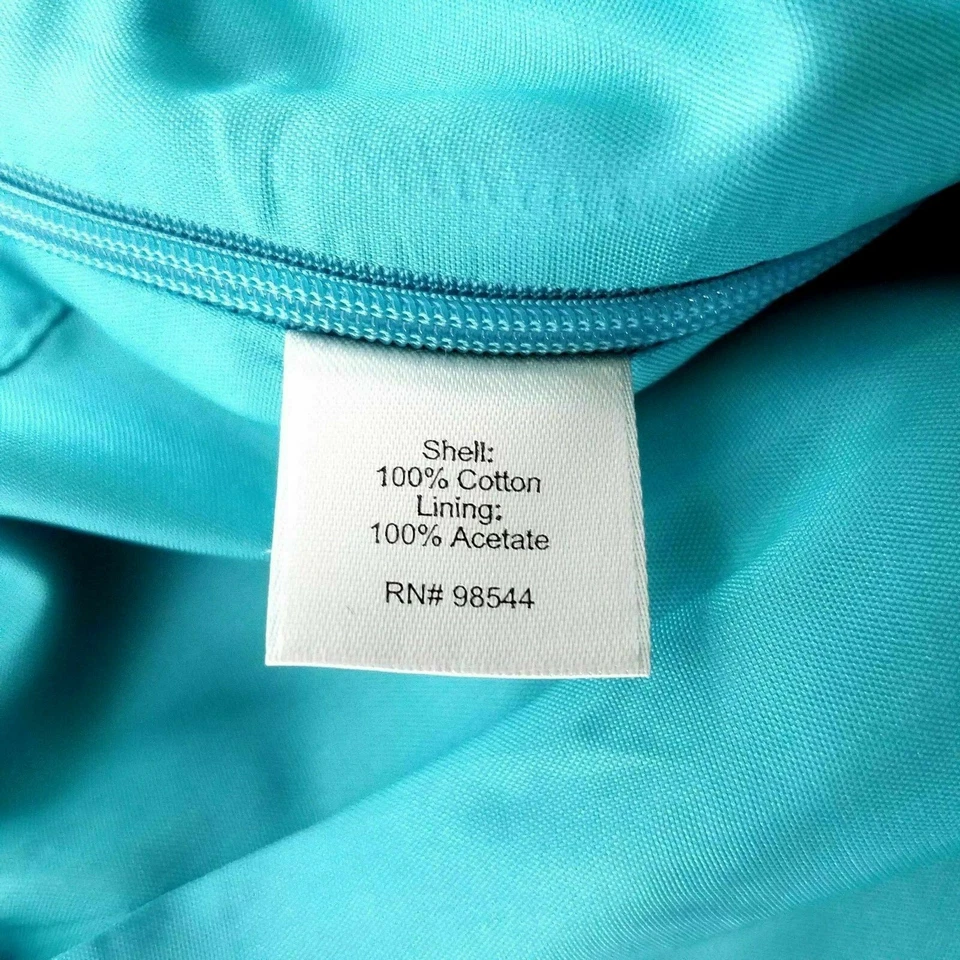 Shell:
100% Cotton
Lining:
100% Acetate
RN# 98544